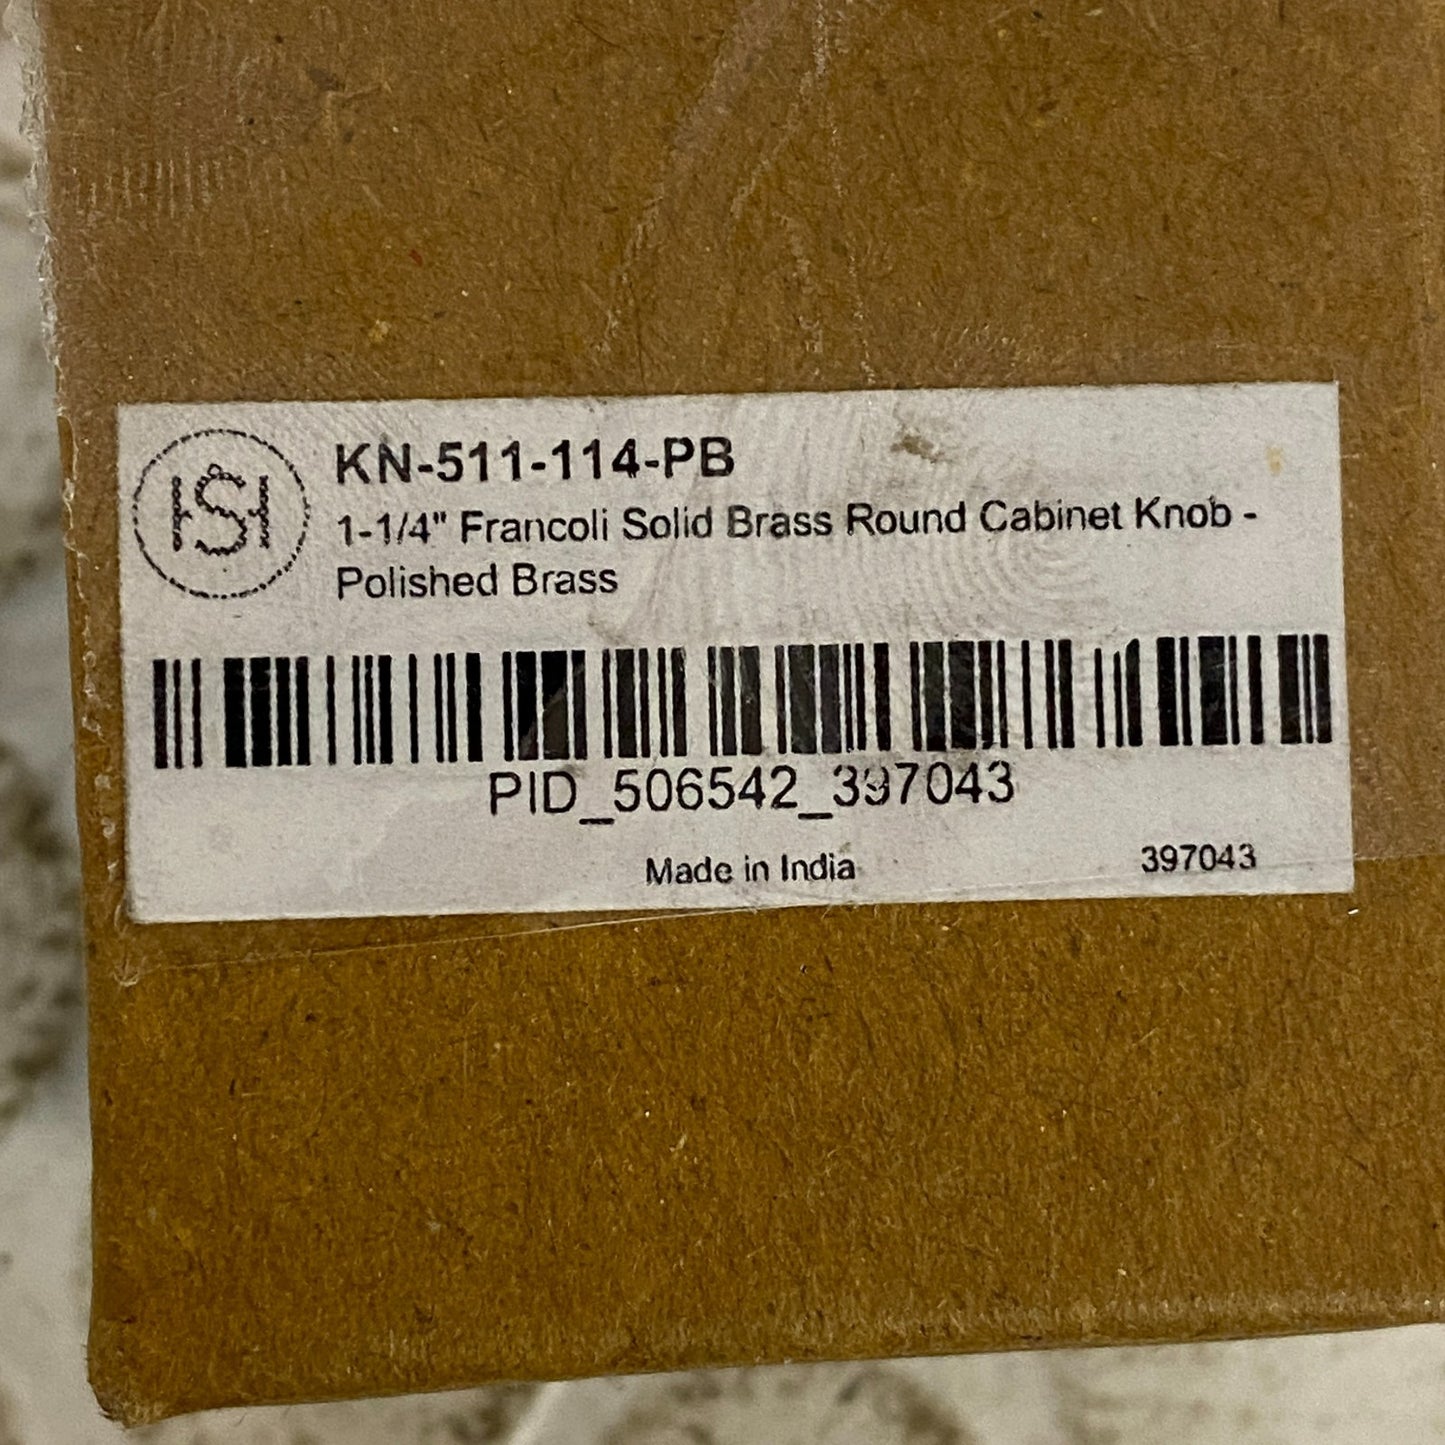 HSH
KN-511-114-PB
1-1/4" Francoli Solid Brass Round Cabinet Knob -
Polished Brass
PID_506542_397043
Made in India
397043